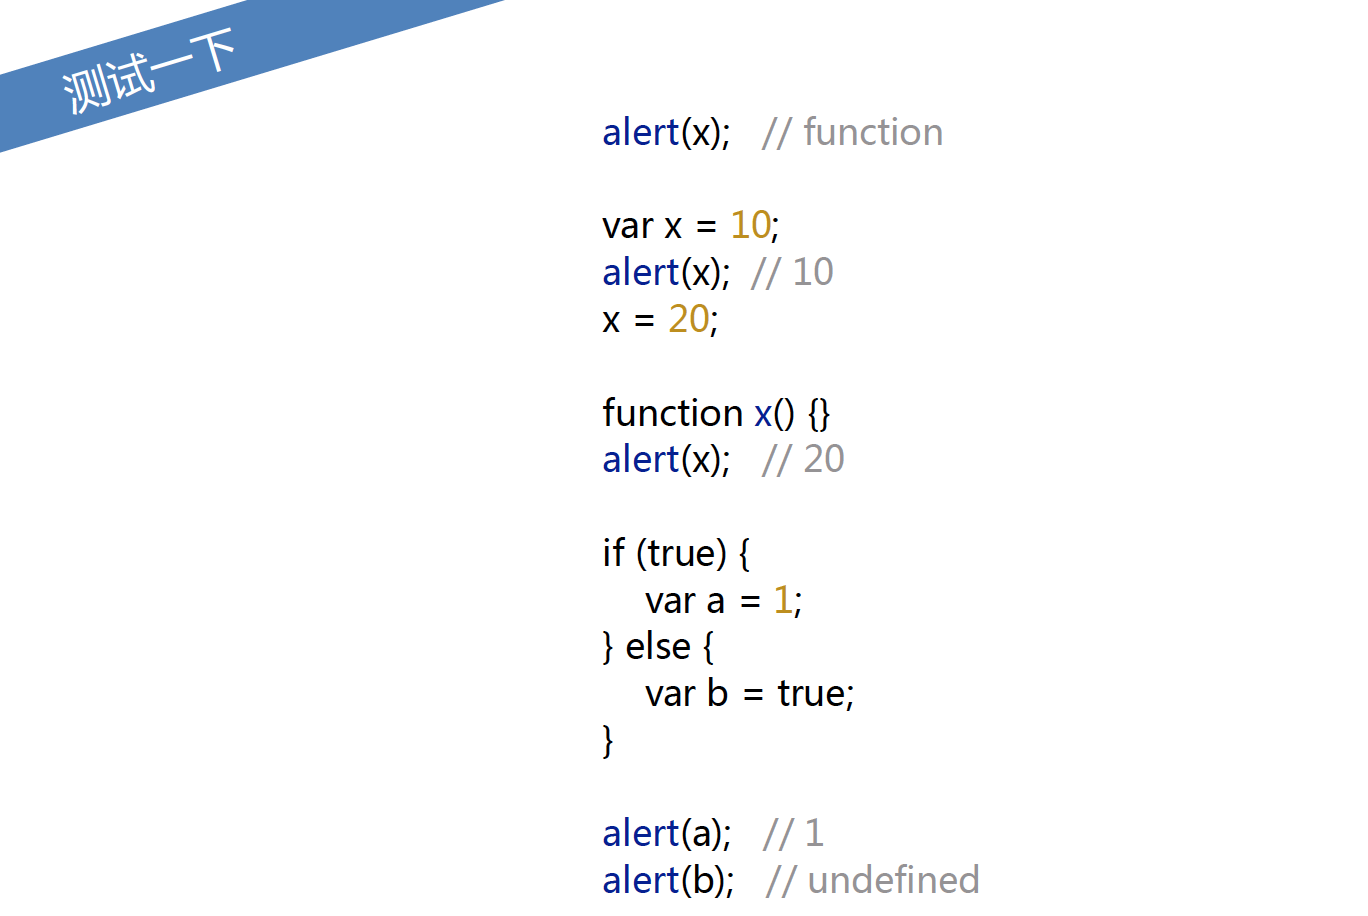 测试一下
alert(x);   // function
var x = 10;
alert(x);  // 10
x = 20;
function x() {}
alert(x);   // 20
if (true) {
    var a = 1;
} else {
    var b = true;
}
alert(a);   // 1
alert(b);   // undefined